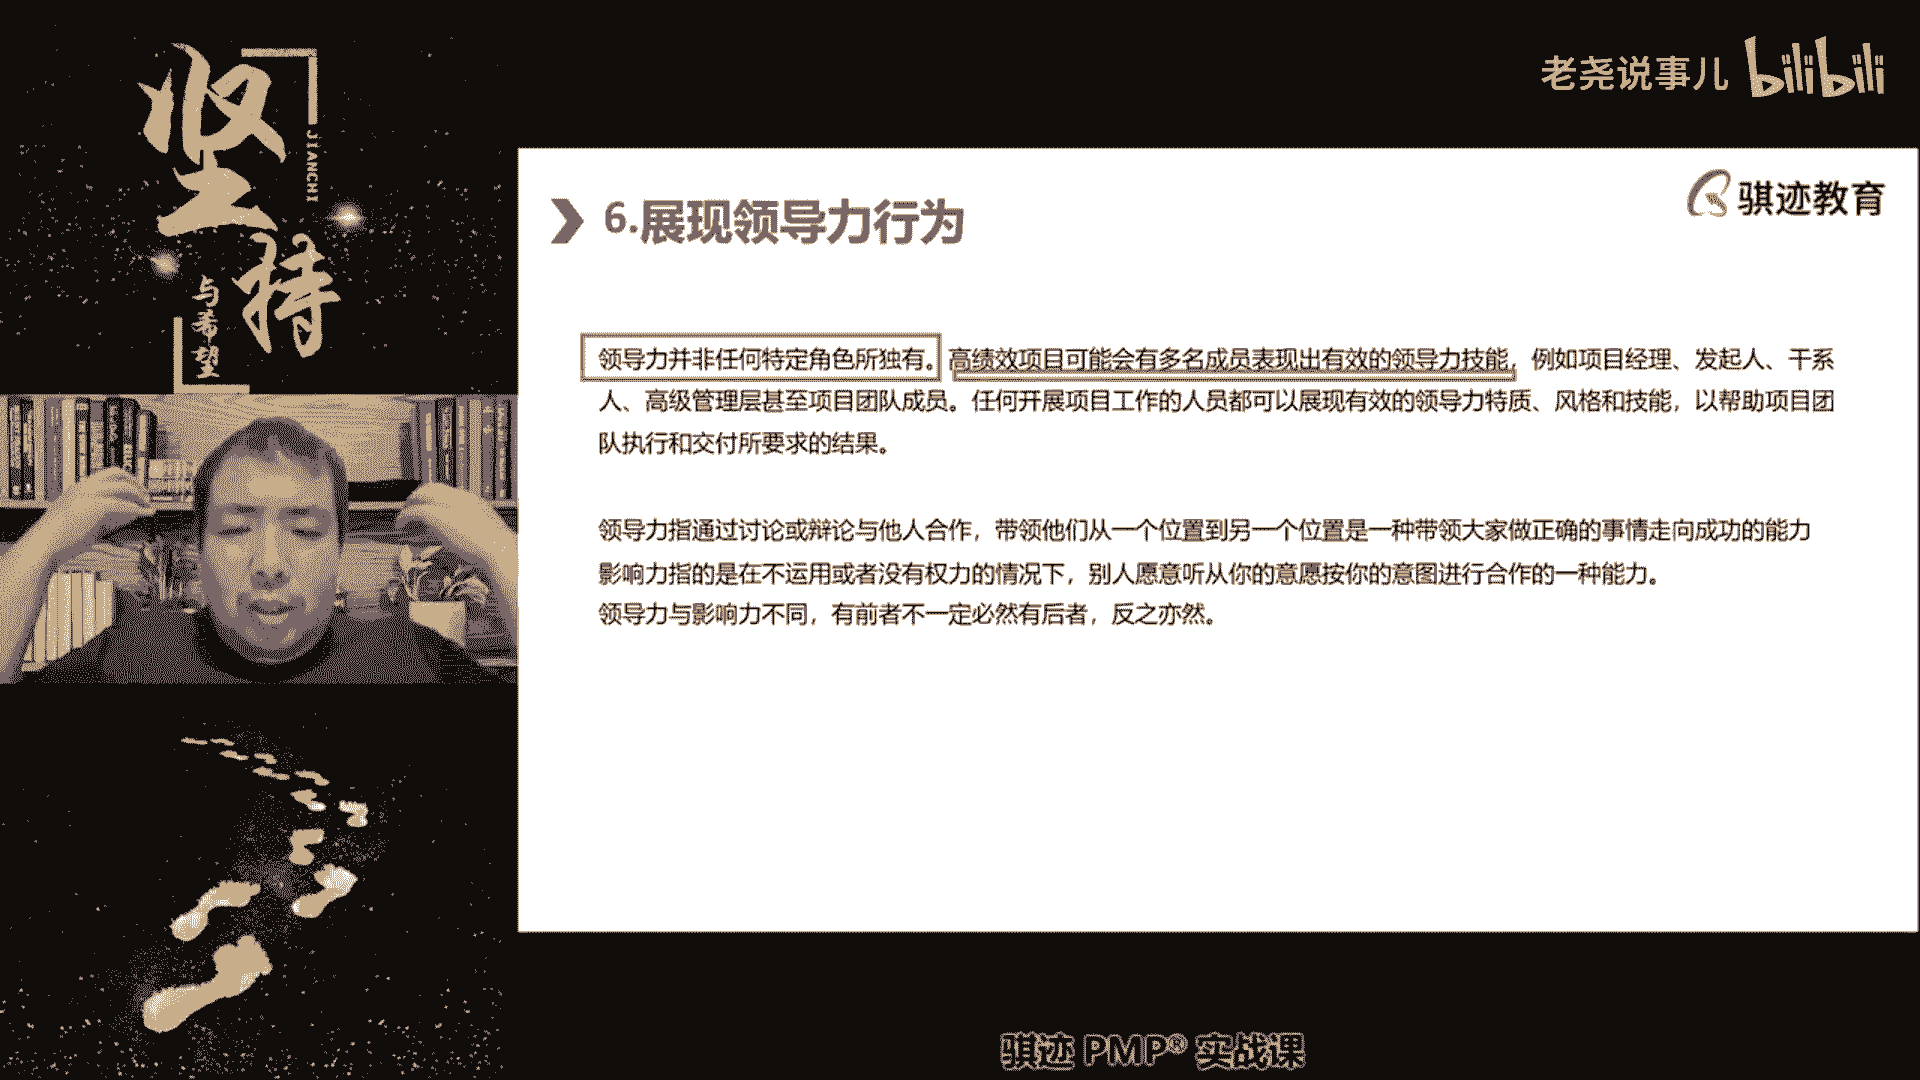 坚持
JIANCHI
与希望
老尧说事儿 bilibili
骐迹教育
6.展现领导力行为
领导力并非任何特定角色所独有。高绩效项目可能会有多名成员表现出有效的领导力技能，例如项目经理、发起人、干系
人、高级管理层甚至项目团队成员。任何开展项目工作的人员都可以展现有效的领导力特质、风格和技能，以帮助项目团
队执行和交付所要求的结果。
领导力指通过讨论或辩论与他人合作，带领他们从一个位置到另一个位置是一种带领大家做正确的事情走向成功的能力
影响力指的是在不运用或者没有权力的情况下，别人愿意听从你的意愿按你的意图进行合作的一种能力。
领导力与影响力不同，有前者不一定必然有后者，反之亦然。
骐迹 PMP® 实战课